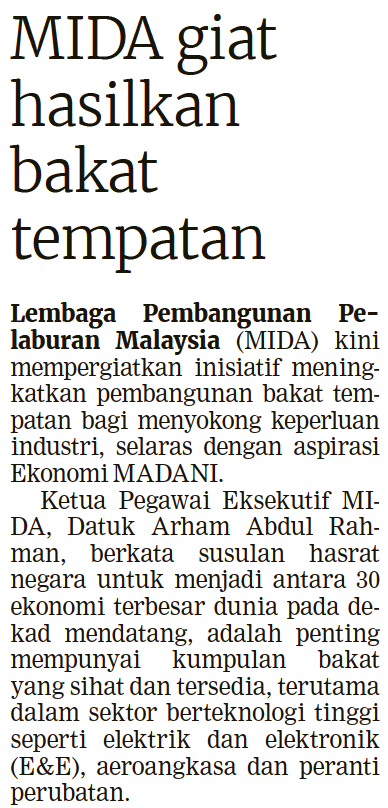 MIDA giat
hasilkan
bakat
tempatan
Lembaga Pembangunan Pe-
laburan Malaysia (MIDA) kini
mempergiatkan inisiatif mening-
katkan pembangunan bakat tem-
patan bagi menyokong keperluan
industri, selaras dengan aspirasi
Ekonomi MADANI.
Ketua Pegawai Eksekutif MI-
DA, Datuk Arham Abdul Rah-
man, berkata susulan hasrat
negara untuk menjadi antara 30
ekonomi terbesar dunia pada de-
kad mendatang, adalah penting
mempunyai kumpulan bakat
yang sihat dan tersedia, terutama
dalam sektor berteknologi tinggi
seperti elektrik dan elektronik
(E&E), aeroangkasa dan peranti
perubatan.